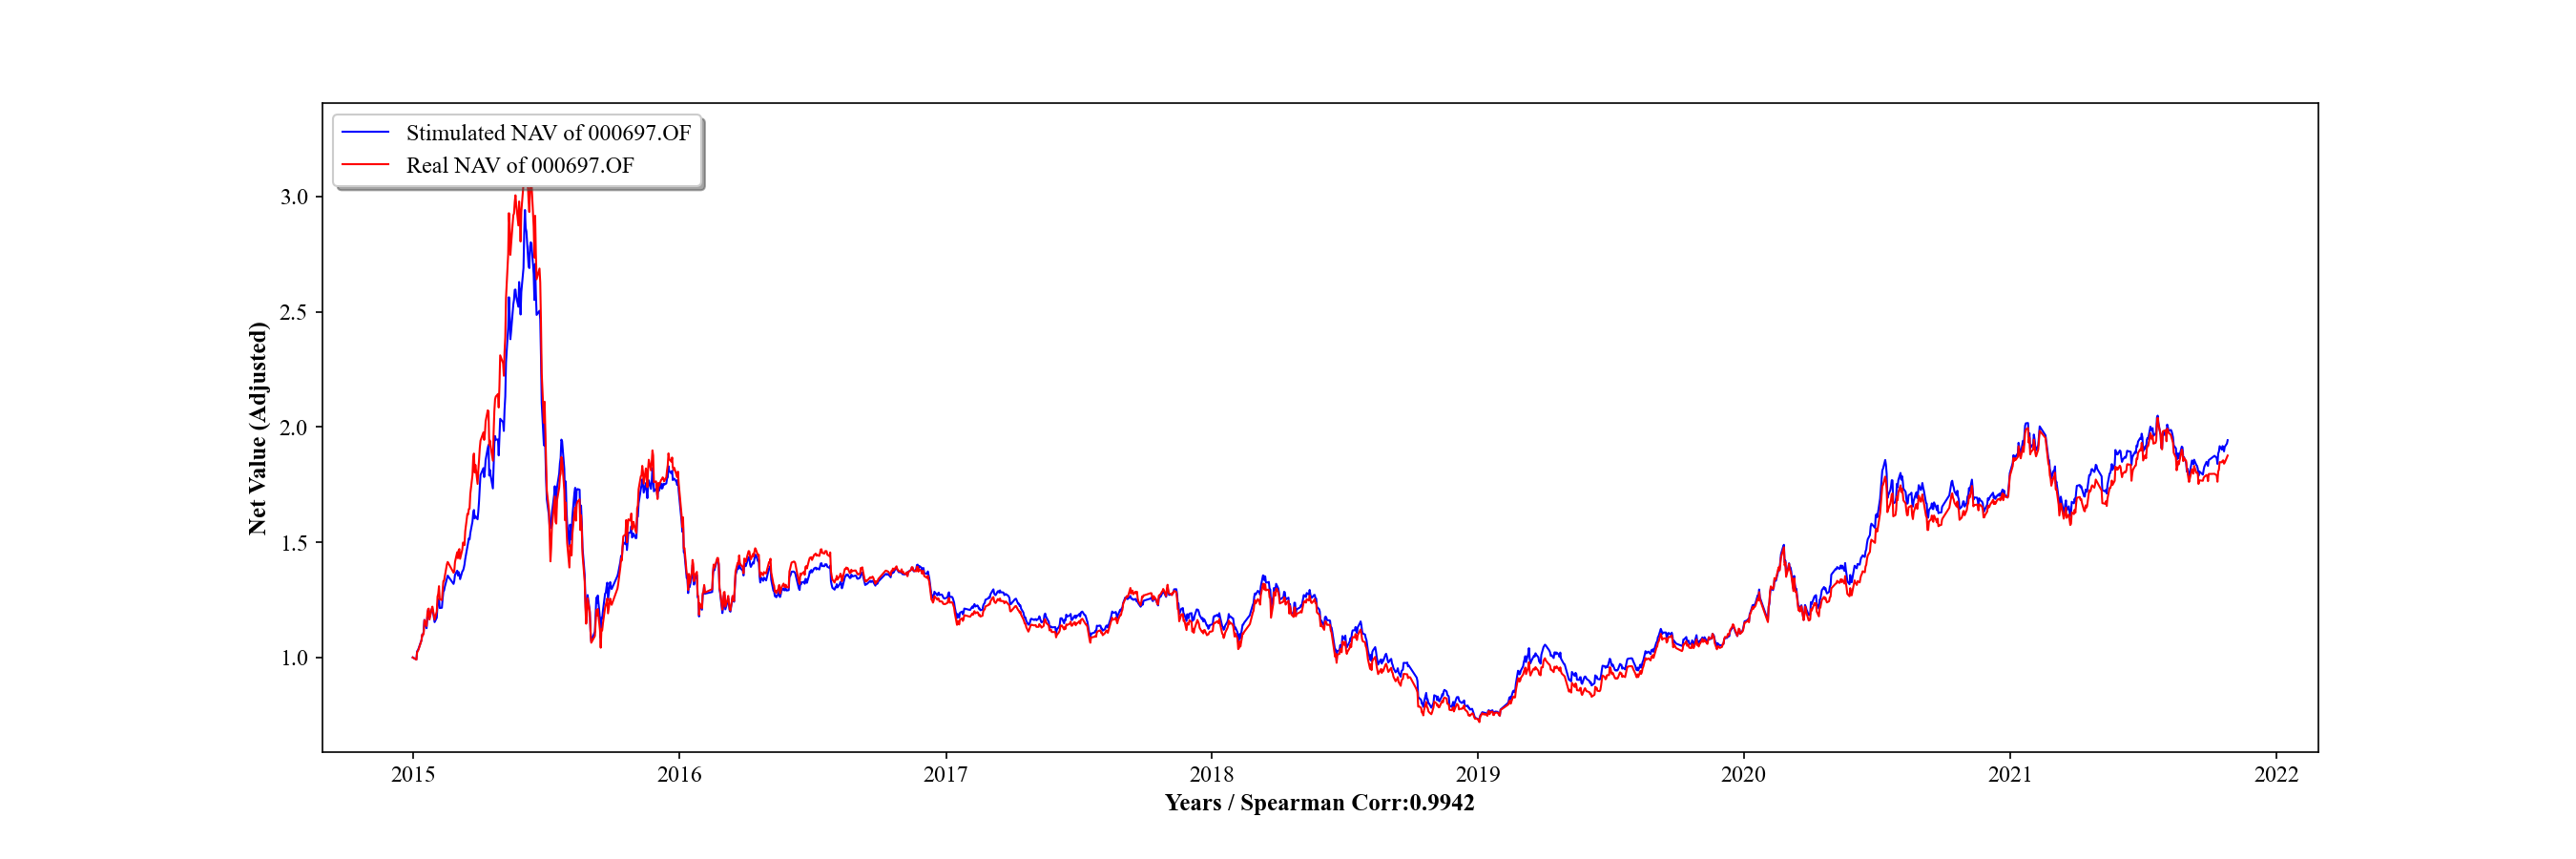 Stimulated NAV of 000697.OF
Real NAV of 000697.OF
3.0
2.5
2.0
1.5
1.0
Net Value (Adjusted)
2015 2016 2017 2018 2019 2020 2021 2022
Years / Spearman Corr:0.9942